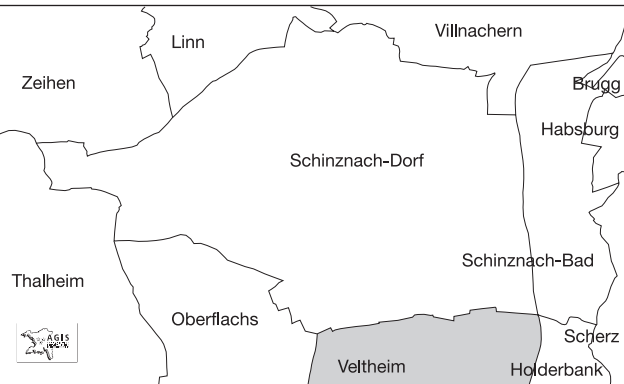 Villnachern
Linn
Zeihen
Brugg
Habsburg
Schinznach-Dorf
Schinznach-Bad
Thalheim
Oberflachs
AGIS
Scherz
Veltheim
Holderbank